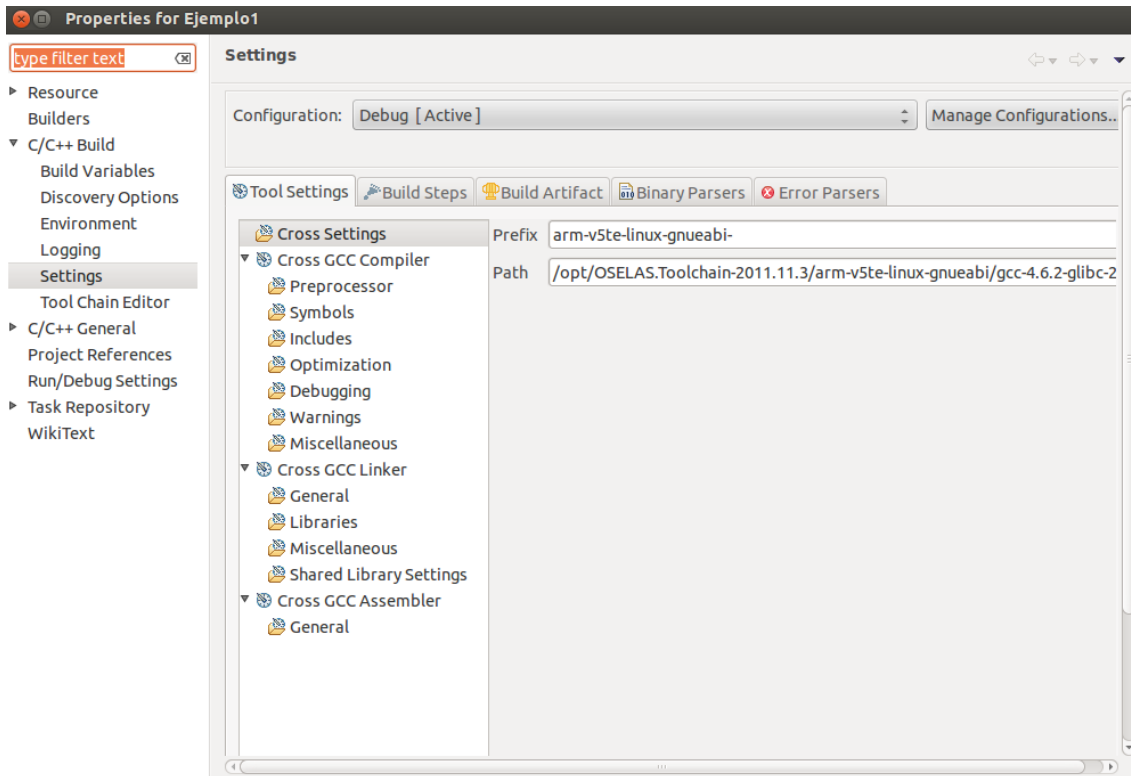 Properties for Ejemplo1
type filter text
Resource
Builders
C/C++ Build
Build Variables
Discovery Options
Environment
Logging
Settings
Tool Chain Editor
C/C++ General
Project References
Run/Debug Settings
Task Repository
WikiText
Settings
Configuration: Debug [ Active ] Manage Configurations..
Tool Settings Build Steps Build Artifact Binary Parsers Error Parsers
Cross Settings
Cross GCC Compiler
Preprocessor
Symbols
Includes
Optimization
Debugging
Warnings
Miscellaneous
Cross GCC Linker
General
Libraries
Miscellaneous
Shared Library Settings
Cross GCC Assembler
General
Prefix arm-v5te-linux-gnueabi-
Path /opt/OSELAS.Toolchain-2011.11.3/arm-v5te-linux-gnueabi/gcc-4.6.2-glibc-2